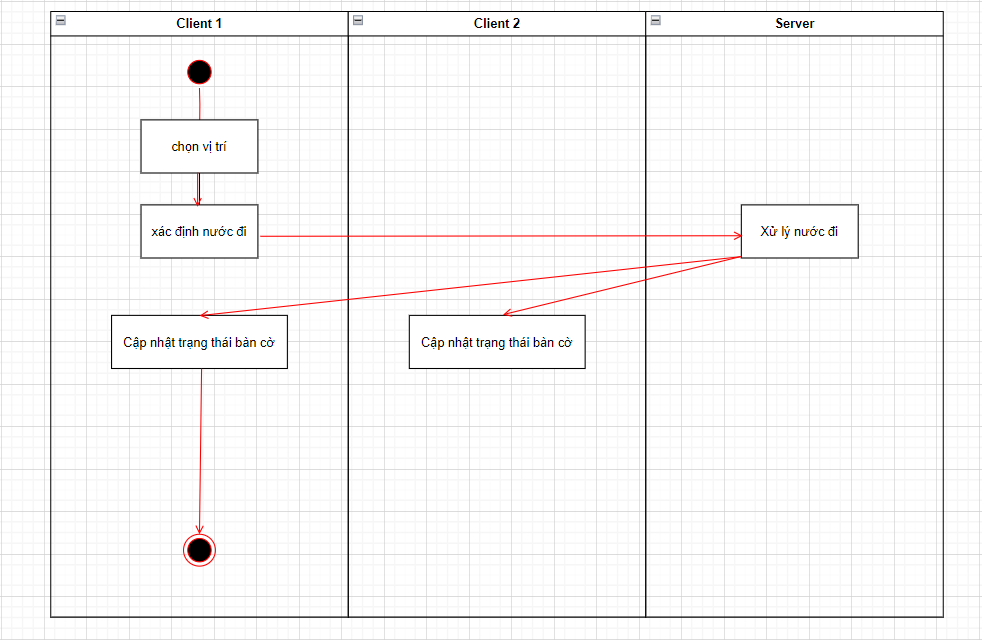 Client 1
Client 2
Server
chọn vị trí
xác định nước đi
Xử lý nước đi
Cập nhật trạng thái bàn cờ
Cập nhật trạng thái bàn cờ